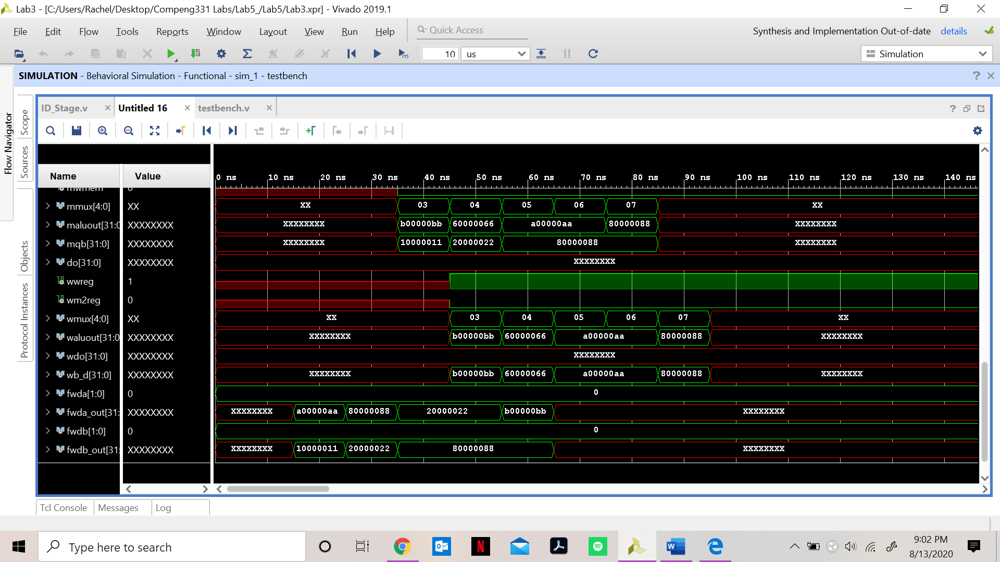 Lab3 - [C:/Users/Rachel/Desktop/Compeng331 Labs/Lab5_/Lab5/Lab3.xpr] - Vivado 2019.1
File Edit Flow Tools Reports Window Layout View Run Help Quick Access Synthesis and Implementation Out-of-date details
10 us Simulation
SIMULATION - Behavioral Simulation - Functional - sim_1 - testbench
Flow Navigator
Scope
Sources
Objects
Protocol Instances
ID_Stage.v Untitled 16 testbench.v
Name Value 0 ns 10 ns 20 ns 30 ns 40 ns 50 ns 60 ns 70 ns 80 ns 90 ns 100 ns 110 ns 120 ns 130 ns 140 ns
mwmem 0
mmux[4:0] XX XX 03 04 05 06 07 XX
maluout[31:0 XXXXXXXX XXXXXXXX b00000bb 60000066 a00000aa 80000088 XXXXXXXX
mqb[31:0] XXXXXXXX XXXXXXXX 10000011 20000022 80000088 XXXXXXXX
do[31:0] XXXXXXXX XXXXXXXX
wwreg 1
wm2reg 0
wmux[4:0] XX XX 03 04 05 06 07 XX
waluout[31:0 XXXXXXXX XXXXXXXX b00000bb 60000066 a00000aa 80000088 XXXXXXXX
wdo[31:0] XXXXXXXX XXXXXXXX
wb_d[31:0] XXXXXXXX XXXXXXXX b00000bb 60000066 a00000aa 80000088 XXXXXXXX
fwda[1:0] 0 0
fwda_out[31: XXXXXXXX XXXXXXXX a00000aa 80000088 20000022 b00000bb XXXXXXXX
fwdb[1:0] 0 0
fwdb_out[31: XXXXXXXX XXXXXXXX 10000011 20000022 80000088 XXXXXXXX
Tcl Console Messages Log
Type here to search
9:02 PM
8/13/2020